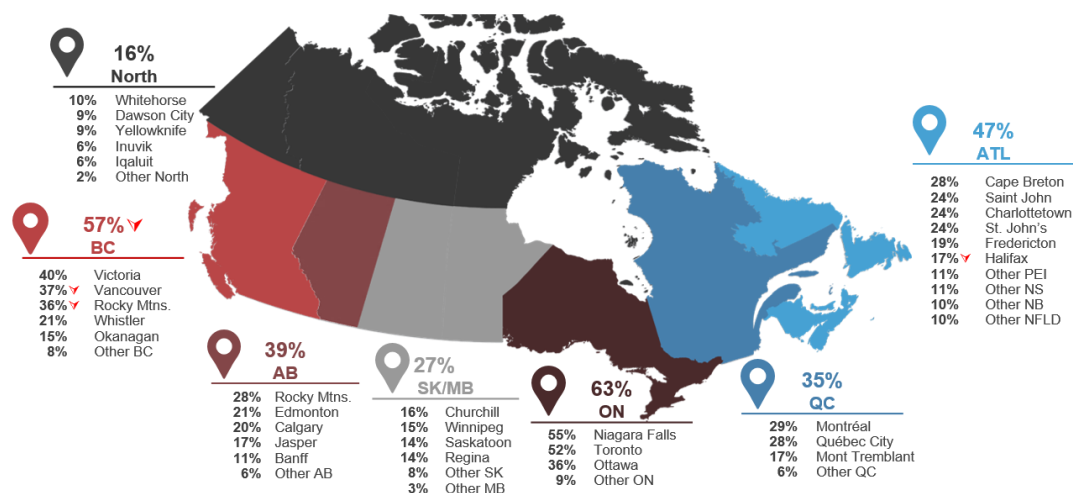 16%
North
10% Whitehorse
9% Dawson City
9% Yellowknife
6% Inuvik
6% Iqaluit
2% Other North
57%
BC
40% Victoria
37% Vancouver
36% Rocky Mtns.
21% Whistler
15% Okanagan
8% Other BC
39%
AB
28% Rocky Mtns.
21% Edmonton
20% Calgary
17% Jasper
11% Banff
6% Other AB
27%
SK/MB
16% Churchill
15% Winnipeg
14% Saskatoon
14% Regina
8% Other SK
3% Other MB
63%
ON
55% Niagara Falls
52% Toronto
36% Ottawa
9% Other ON
35%
QC
29% Montréal
28% Québec City
17% Mont Tremblant
6% Other QC
47%
ATL
28% Cape Breton
24% Saint John
24% Charlottetown
24% St. John’s
19% Fredericton
17% Halifax
11% Other PEI
11% Other NS
10% Other NB
10% Other NFLD